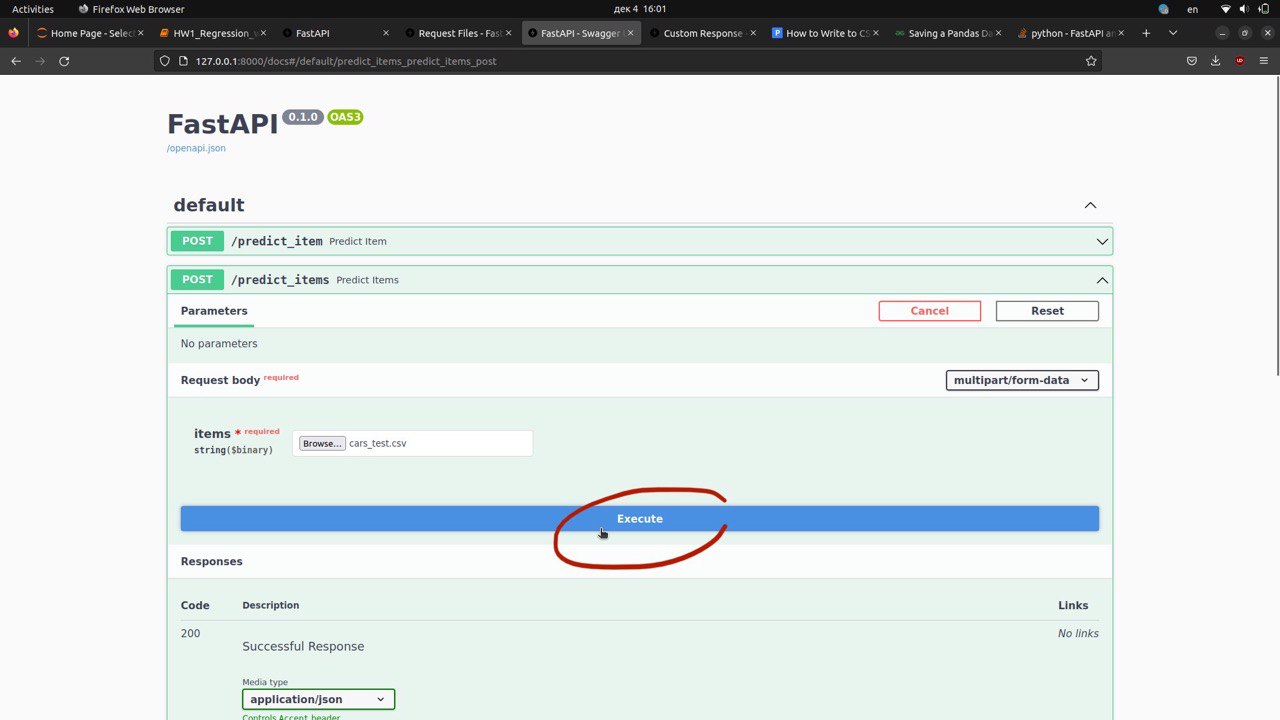 Activities Firefox Web Browser дек 4 16:01 en
Home Page - Selec HW1_Regression_w FastAPI Request Files - Fast FastAPI - Swagger Custom Response - How to Write to CS Saving a Pandas Da python - FastAPI an
127.0.0.1:8000/docs#/default/predict_items_predict_items_post
FastAPI 0.1.0 OAS3
/openapi.json
default
POST /predict_item Predict Item
POST /predict_items Predict Items
Parameters Cancel Reset
No parameters
Request body required multipart/form-data
items * required
string($binary) Browse... cars_test.csv
Execute
Responses
Code Description Links
200 No links
Successful Response
Media type
application/json
Controls Accept header